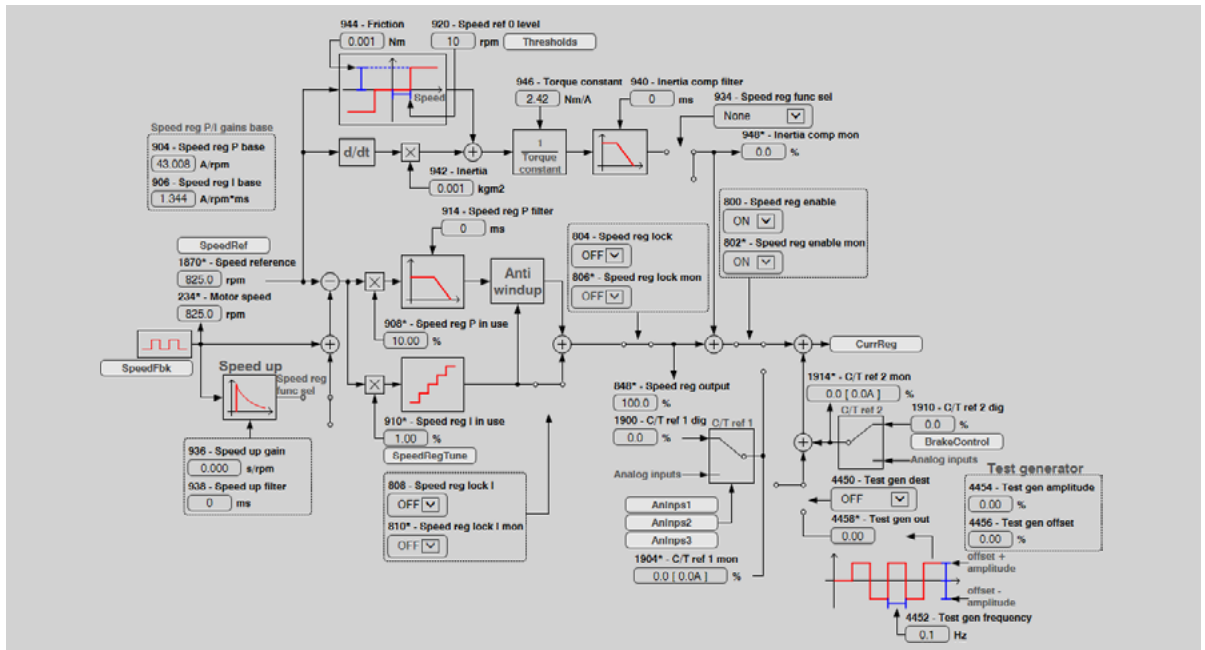 944 - Friction
0.001 Nm
920 - Speed ref 0 level
10 rpm
Thresholds
Speed
946 - Torque constant
2.42 Nm/A
940 - Inertia comp filter
0 ms
934 - Speed reg func sel
None
948* - Inertia comp mon
0.0 %
Speed reg P/I gains base
904 - Speed reg P base
43.008 A/rpm
906 - Speed reg I base
1.344 A/rpm*ms
d/dt
1
Torque
constant
942 - Inertia
0.001 kgm2
914 - Speed reg P filter
0 ms
804 - Speed reg lock
OFF
806* - Speed reg lock mon
OFF
800 - Speed reg enable
ON
802* - Speed reg enable mon
ON
SpeedRef
1870* - Speed reference
825.0 rpm
234* - Motor speed
825.0 rpm
Anti
windup
908* - Speed reg P in use
10.00 %
SpeedFbk
Speed up
Speed reg
func sel
CurrReg
848* - Speed reg output
100.0 %
1900 - C/T ref 1 dig
0.0 %
C/T ref 1
1914* - C/T ref 2 mon
0.0 [ 0.0A ] %
C/T ref 2
1910 - C/T ref 2 dig
0.0 %
BrakeControl
Analog inputs
910* - Speed reg I in use
1.00 %
SpeedRegTune
936 - Speed up gain
0.000 s/rpm
938 - Speed up filter
0 ms
808 - Speed reg lock I
OFF
810* - Speed reg lock I mon
OFF
Analog inputs
AnInps1
AnInps2
AnInps3
1904* - C/T ref 1 mon
0.0 [ 0.0A ] %
4450 - Test gen dest
OFF
4458* - Test gen out
0.00
Test generator
4454 - Test gen amplitude
0.00 %
4456 - Test gen offset
0.00 %
offset +
amplitude
offset -
amplitude
4452 - Test gen frequency
0.1 Hz